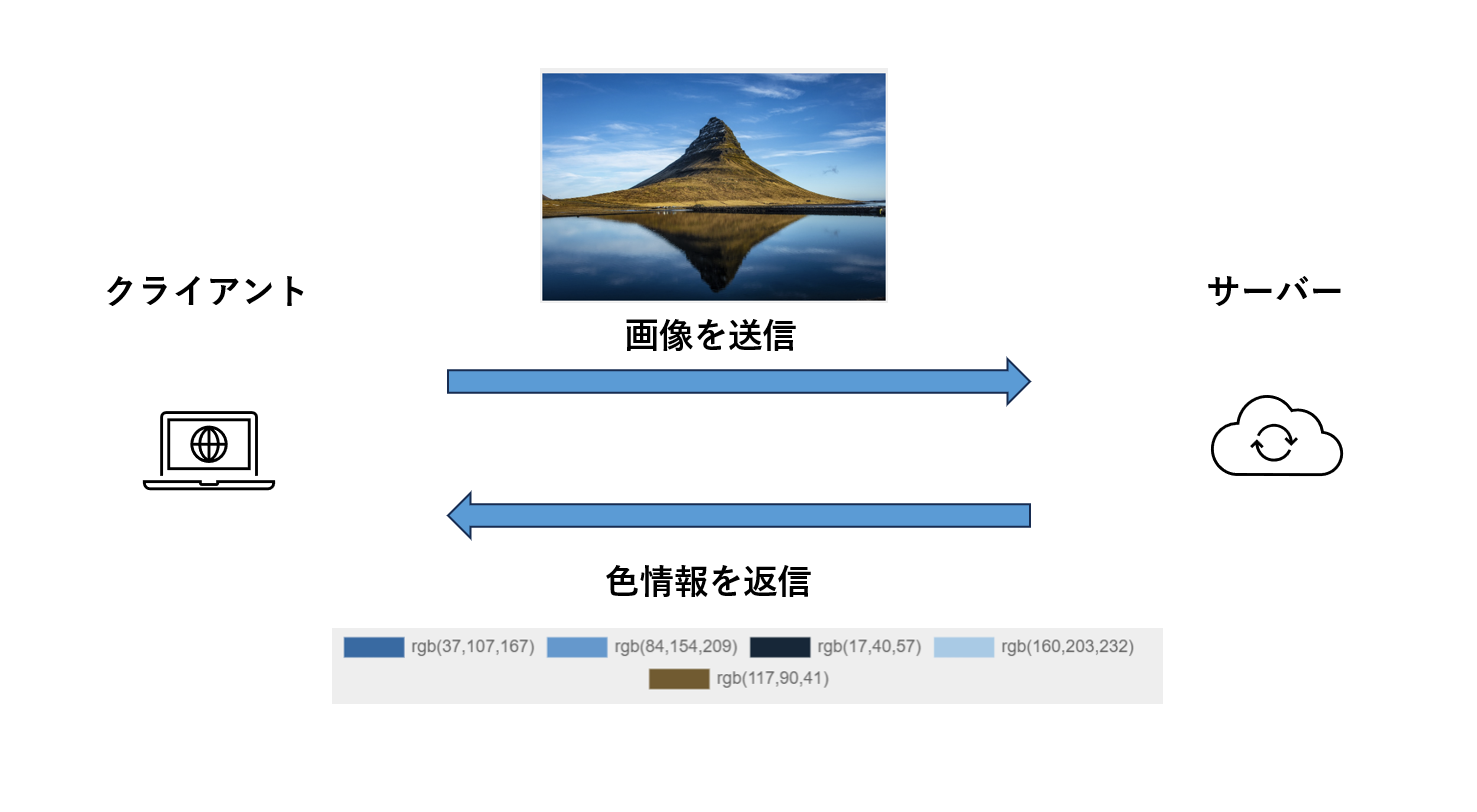 クライアント
サーバー
画像を送信
色情報を返信
rgb(37,107,167) rgb(84,154,209) rgb(17,40,57) rgb(160,203,232)
rgb(117,90,41)